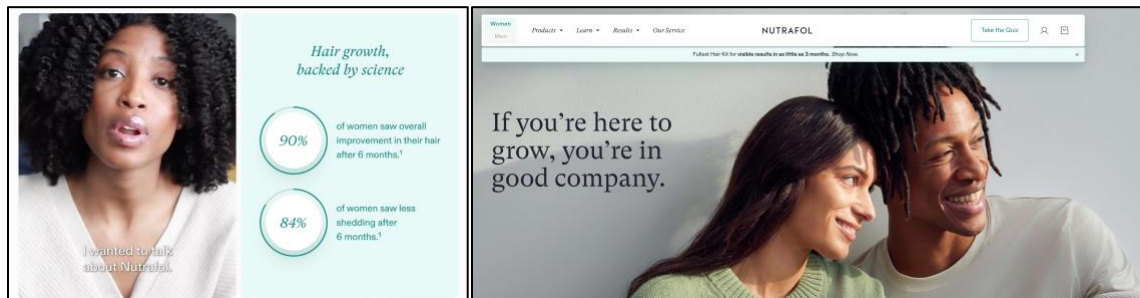 Hair growth,
backed by science
90%
of women saw overall
improvement in their hair
after 6 months.¹
84%
of women saw less
shedding after
6 months.¹
I wanted to talk
about Nutrafol.
Women
Men
Products
Learn
Results
Our Service
NUTRAFOL
Take the Quiz
Fullest Hair Kit for visible results in as little as 3 months. Shop Now.
If you're here to
grow, you're in
good company.